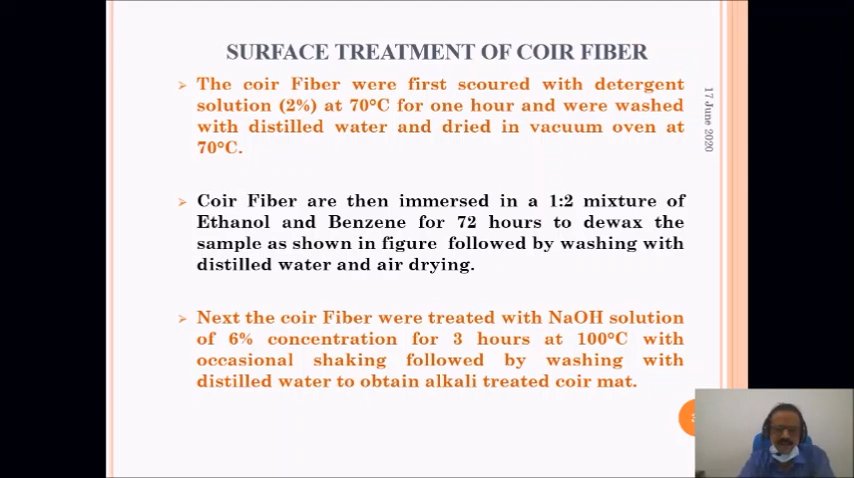 SURFACE TREATMENT OF COIR FIBER
The coir Fiber were first scoured with detergent
solution (2%) at 70°C for one hour and were washed
with distilled water and dried in vacuum oven at
70°C.
Coir Fiber are then immersed in a 1:2 mixture of
Ethanol and Benzene for 72 hours to dewax the
sample as shown in figure followed by washing with
distilled water and air drying.
Next the coir Fiber were treated with NaOH solution
of 6% concentration for 3 hours at 100°C with
occasional shaking followed by washing with
distilled water to obtain alkali treated coir mat.
17 June 2020